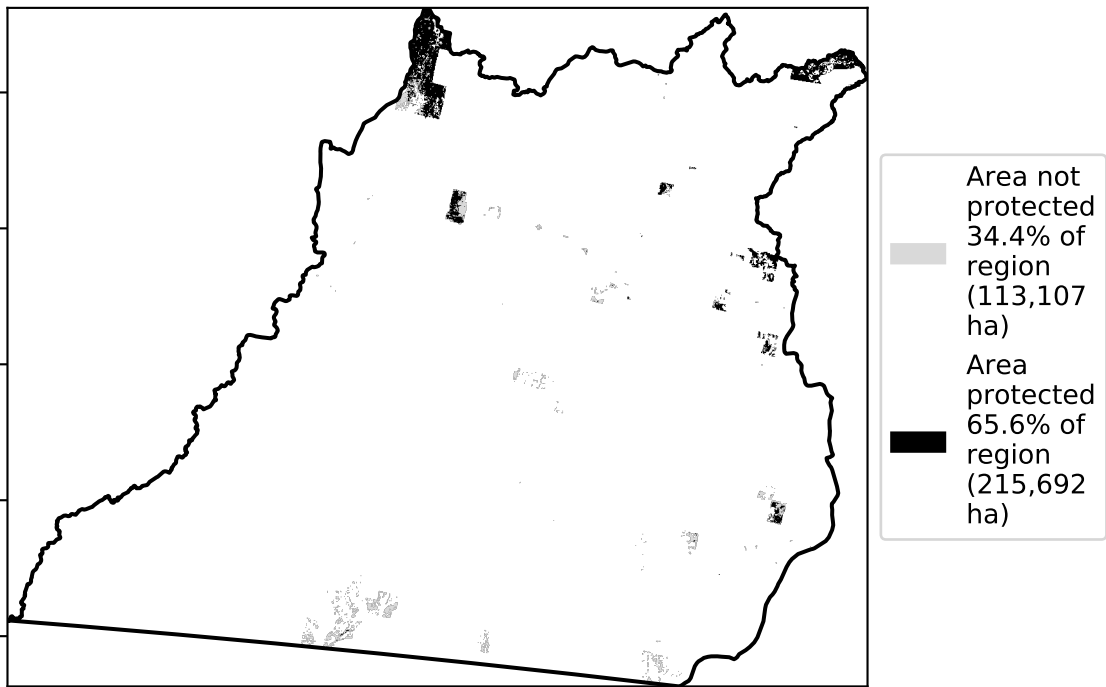 Area not
protected
34.4% of
region
(113,107
ha)
Area
protected
65.6% of
region
(215,692
ha)